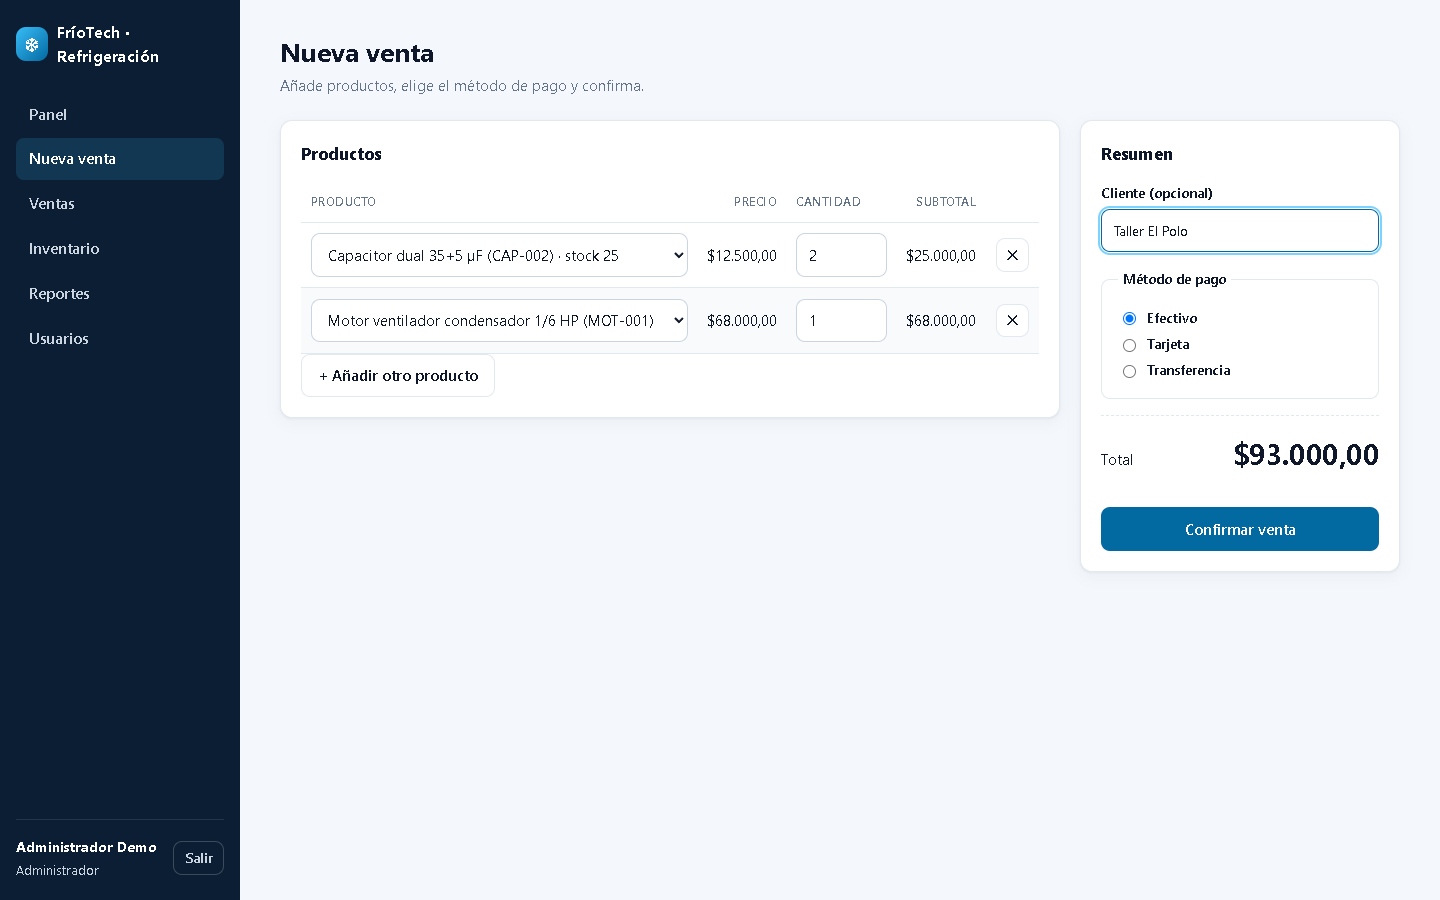 FríoTech ·
Refrigeración
Panel
Nueva venta
Ventas
Inventario
Reportes
Usuarios
Administrador Demo
Administrador
Salir
Nueva venta
Añade productos, elige el método de pago y confirma.
Productos
PRODUCTO PRECIO CANTIDAD SUBTOTAL
Capacitor dual 35+5 µF (CAP-002) · stock 25 $12.500,00 2 $25.000,00 ✕
Motor ventilador condensador 1/6 HP (MOT-001) $68.000,00 1 $68.000,00 ✕
+ Añadir otro producto
Resumen
Cliente (opcional)
Taller El Polo
Método de pago
Efectivo
Tarjeta
Transferencia
Total $93.000,00
Confirmar venta